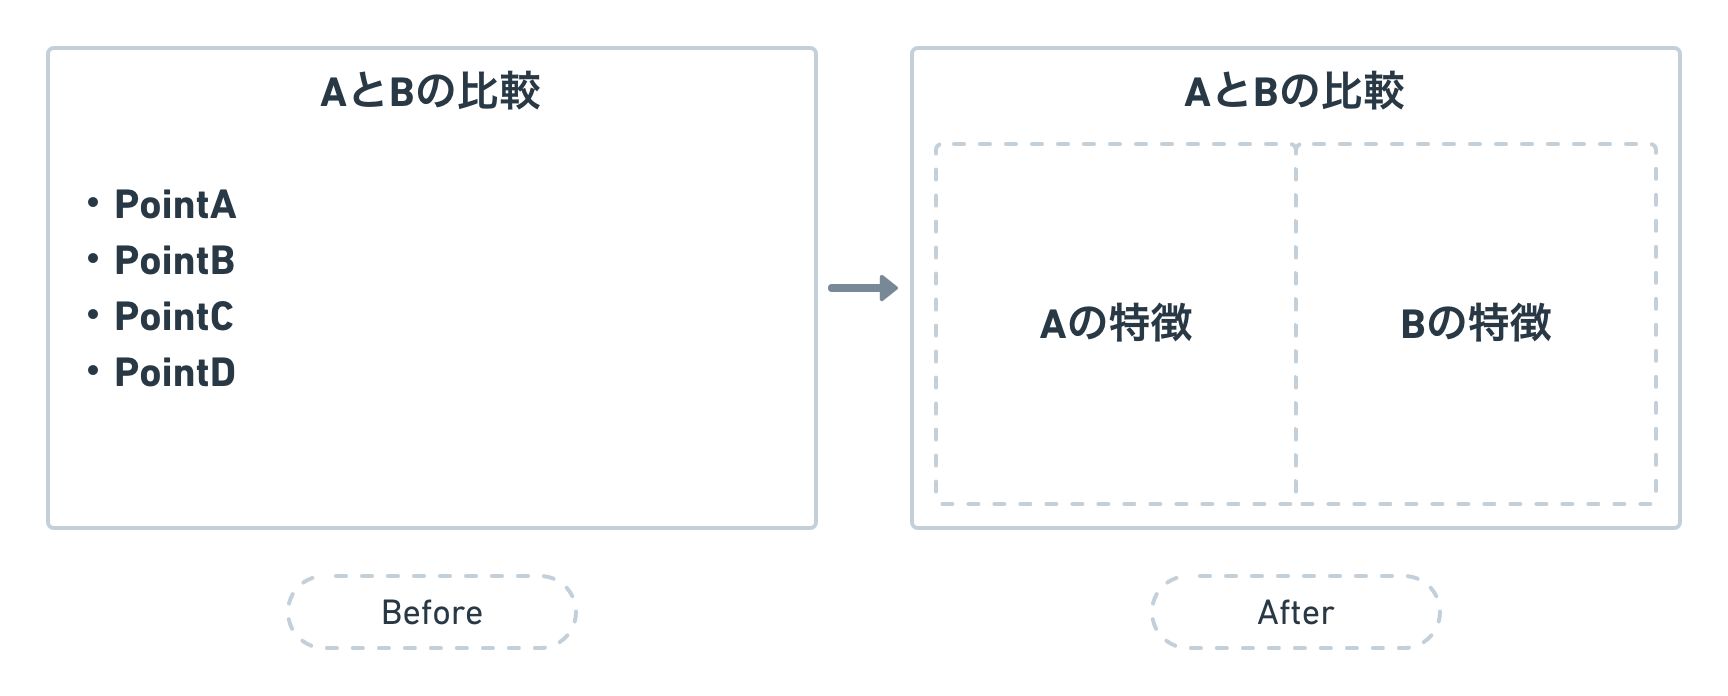 AとBの比較
・PointA
・PointB
・PointC
・PointD
Before
AとBの比較
Aの特徴
Bの特徴
After